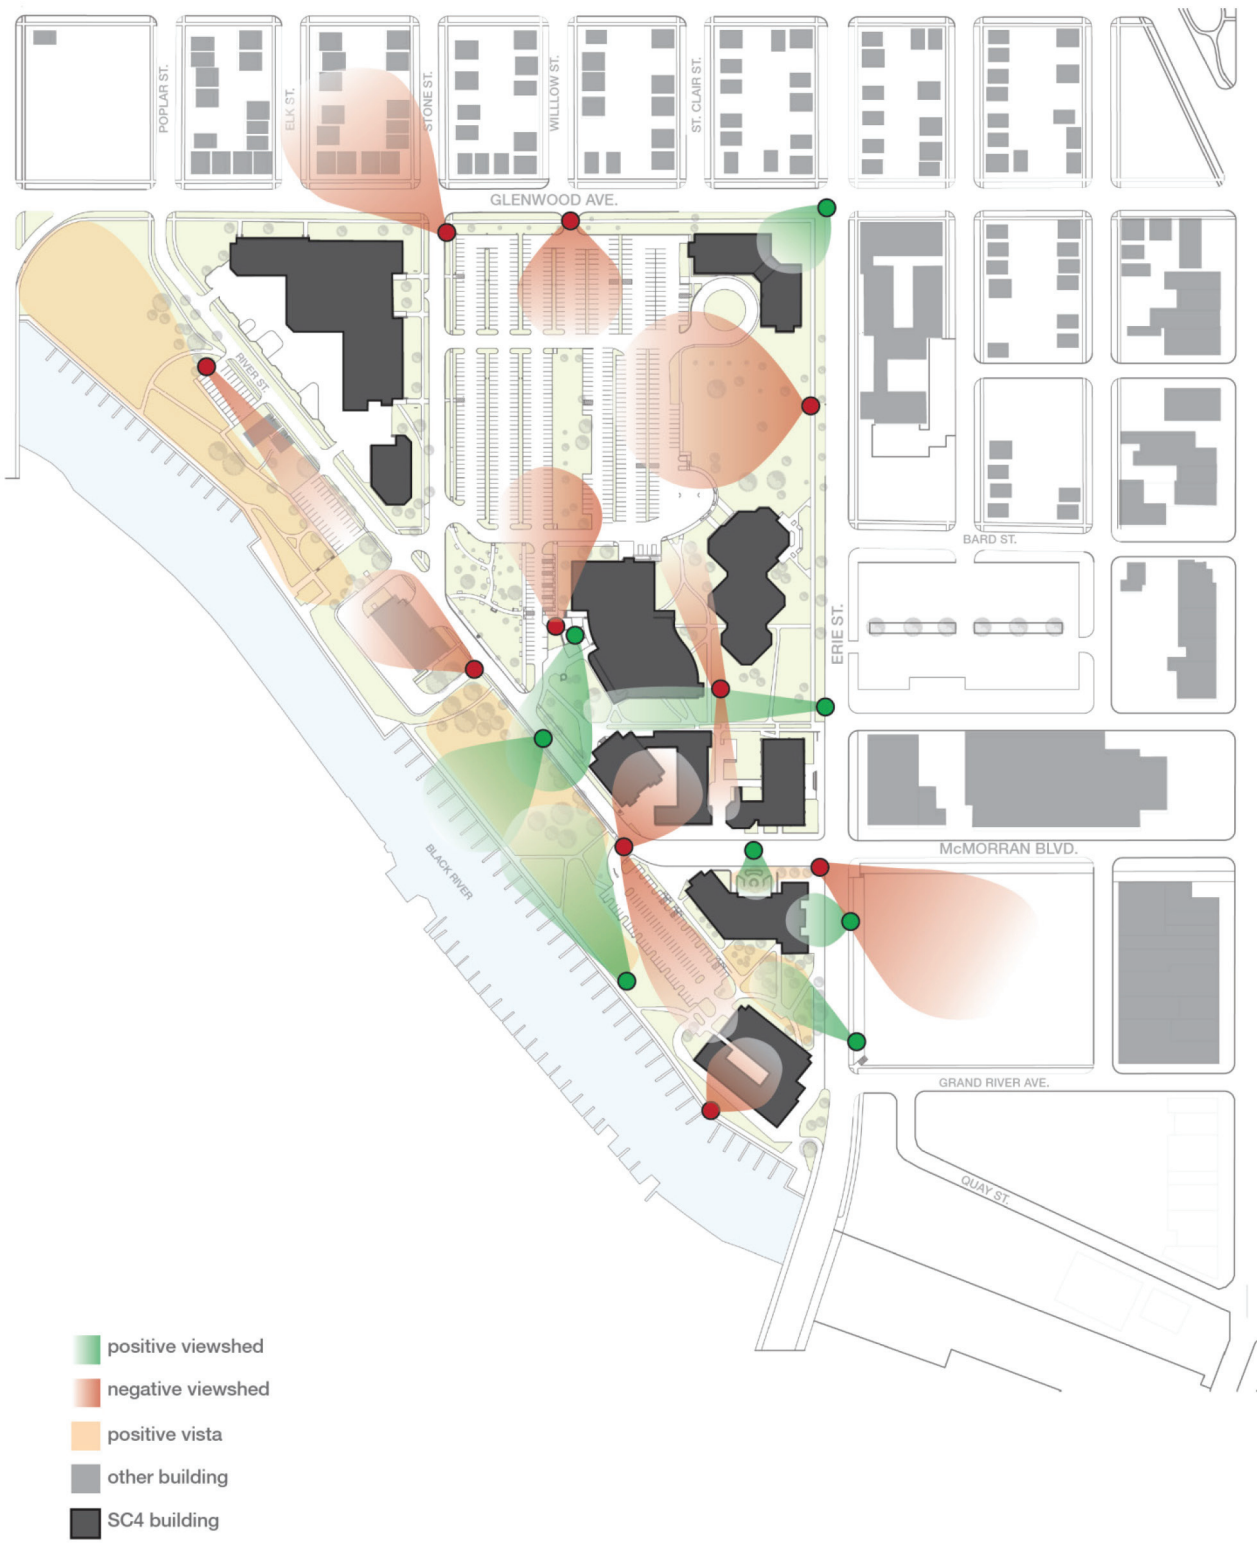 POPLAR ST.
ELK ST.
STONE ST.
WILLLOW ST.
ST. CLAIR ST.
GLENWOOD AVE.
RIVER ST.
BARD ST.
ERIE ST.
McMORRAN BLVD.
BLACK RIVER
GRAND RIVER AVE.
QUAY ST.
positive viewshed
negative viewshed
positive vista
other building
SC4 building